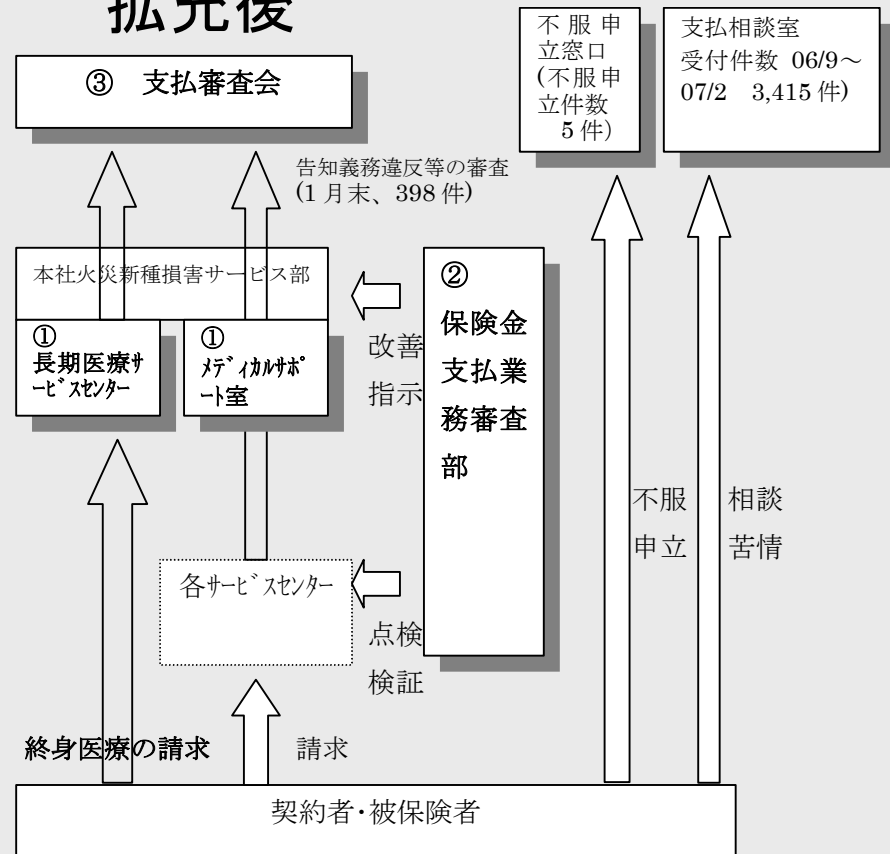 払元後
不服申
立窓口
(不服申
立件数
5件）
支払相談室
受付件数 06/9～
07/2 3,415件)
③ 支払審査会
告知義務違反等の審査
(1月末、398件)
本社火災新種損害サービス部
①
長期医療サ
ービスセンター
①
メディカルサポ
ート室
②
保険金
支払業
務審査
部
改善
指示
各サービスセンター
点検
検証
不服
申立
相談
苦情
終身医療の請求
請求
契約者・被保険者